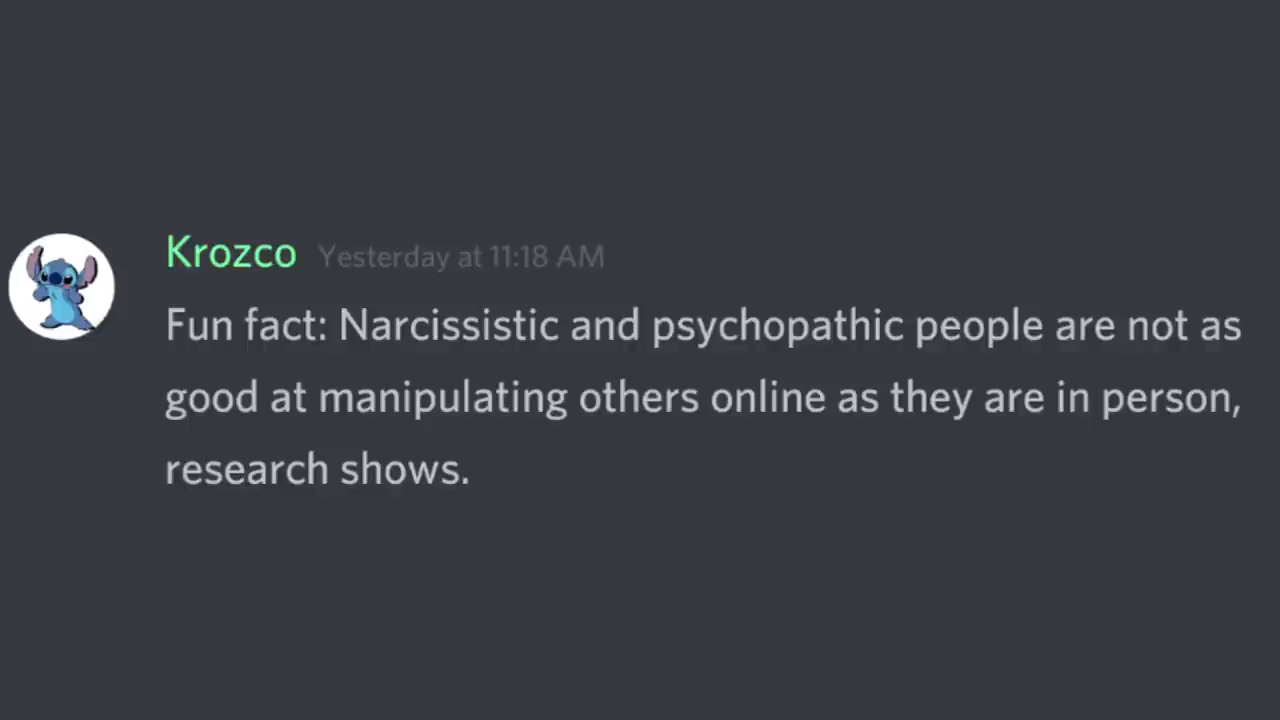 Krozco Yesterday at 11:18 AM
Fun fact: Narcissistic and psychopathic people are not as
good at manipulating others online as they are in person,
research shows.